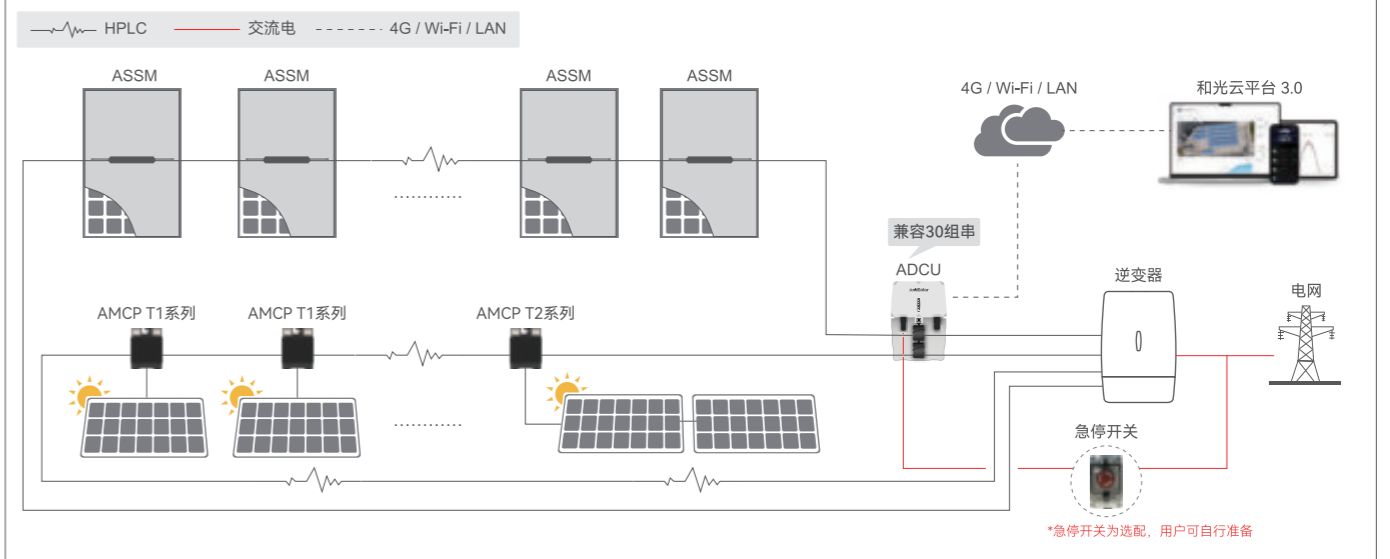 HPLC 交流电 4G / Wi-Fi / LAN
ASSM ASSM ASSM ASSM
4G / Wi-Fi / LAN
和光云平台 3.0
兼容30组串
ADCU
逆变器
电网
AMCP T1系列 AMCP T1系列 AMCP T2系列
急停开关
*急停开关为选配，用户可自行准备